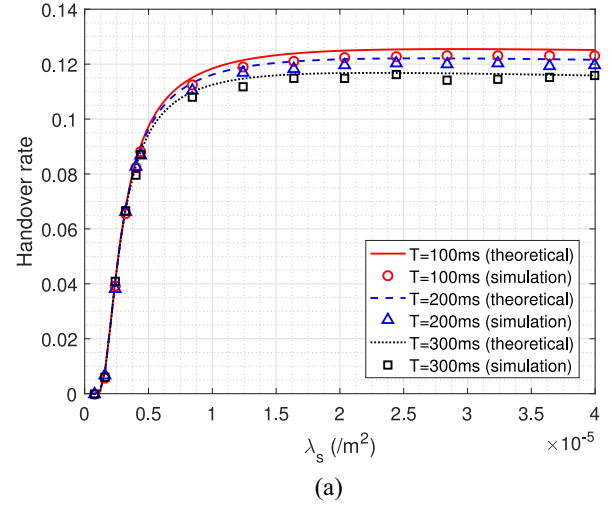 0.14
0.12
0.1
0.08
0.06
0.04
0.02
0
Handover rate
T=100ms (theoretical)
T=100ms (simulation)
T=200ms (theoretical)
T=200ms (simulation)
T=300ms (theoretical)
T=300ms (simulation)
0 0.5 1 1.5 2 2.5 3 3.5 4
λs (/m²) ×10⁻⁵
(a)